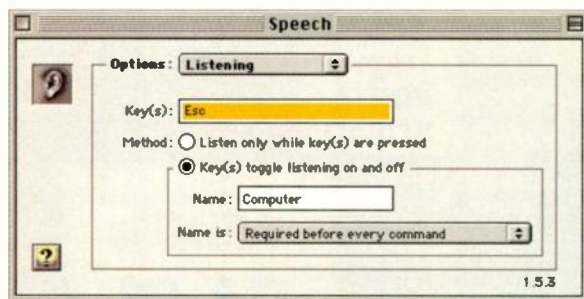 Speech
Options: Listening
Key(s): Esc
Method: Listen only while key(s) are pressed
Key(s) toggle listening on and off
Name: Computer
Name is: Required before every command
?
1.5.3